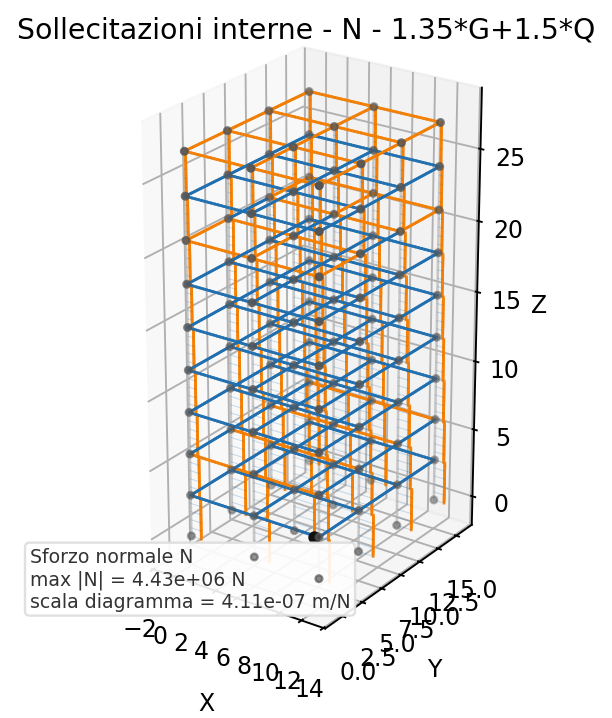 Sollecitazioni interne - N - 1.35*G+1.5*Q
25
20
15
Z
10
5
0
Sforzo normale N
max |N| = 4.43e+06 N
scala diagramma = 4.11e-07 m/N
−2 0 2 4 6 8 10 12 14
X
0.0 2.5 5.0 7.5 10.0 12.5 15.0
Y